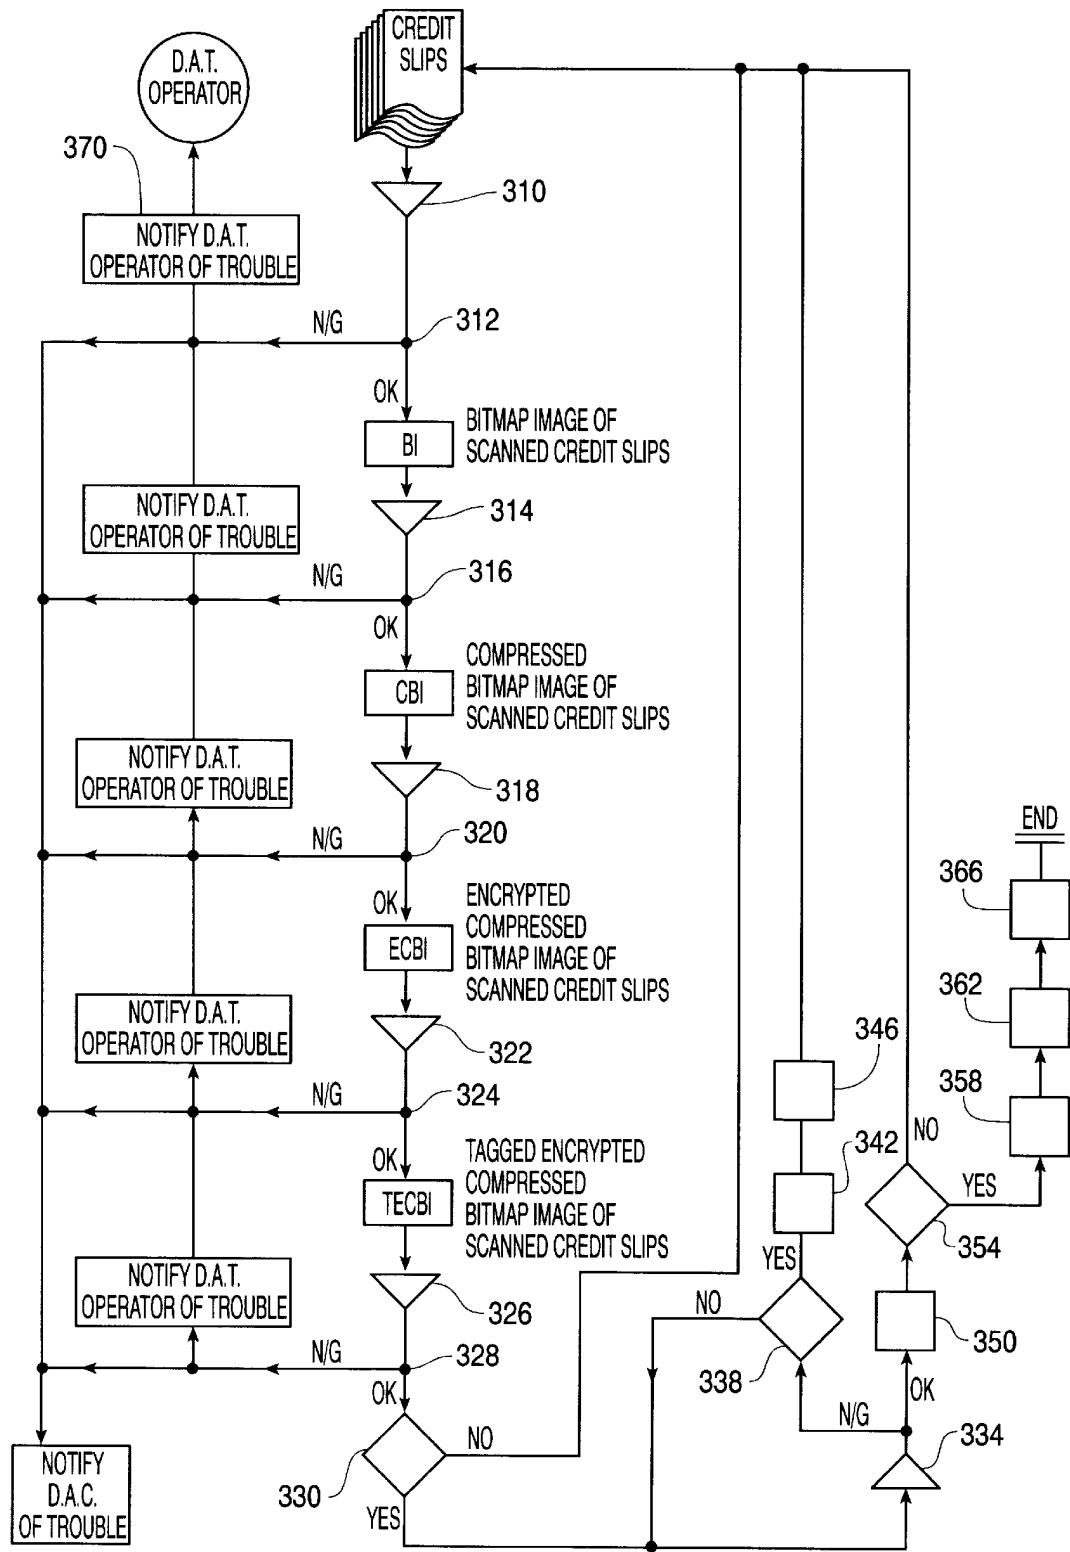 CREDIT
SLIPS
D.A.T.
OPERATOR
370
310
NOTIFY D.A.T.
OPERATOR OF TROUBLE
N/G
312
OK
BI
BITMAP IMAGE OF
SCANNED CREDIT SLIPS
NOTIFY D.A.T.
OPERATOR OF TROUBLE
314
N/G
316
OK
CBI
COMPRESSED
BITMAP IMAGE OF
SCANNED CREDIT SLIPS
NOTIFY D.A.T.
OPERATOR OF TROUBLE
318
N/G
320
OK
ECBI
ENCRYPTED
COMPRESSED
BITMAP IMAGE OF
SCANNED CREDIT SLIPS
NOTIFY D.A.T.
OPERATOR OF TROUBLE
322
N/G
324
OK
TECBI
TAGGED ENCRYPTED
COMPRESSED
BITMAP IMAGE OF
SCANNED CREDIT SLIPS
NOTIFY D.A.T.
OPERATOR OF TROUBLE
326
N/G
328
OK
NOTIFY
D.A.C.
OF TROUBLE
330
NO
YES
334
N/G
OK
338
NO
YES
342
346
350
354
NO
YES
358
362
366
END